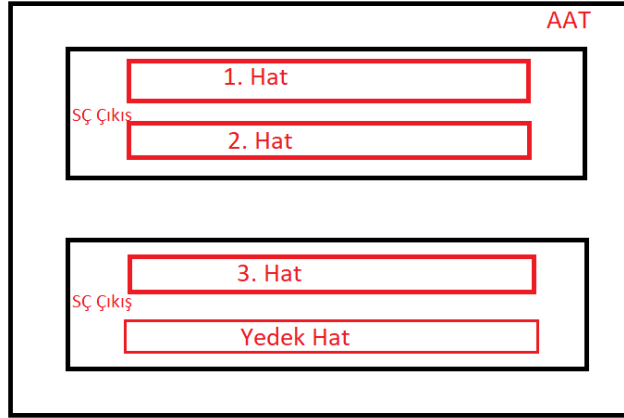 AAT
1. Hat
SÇ Çıkış
2. Hat
3. Hat
SÇ Çıkış
Yedek Hat